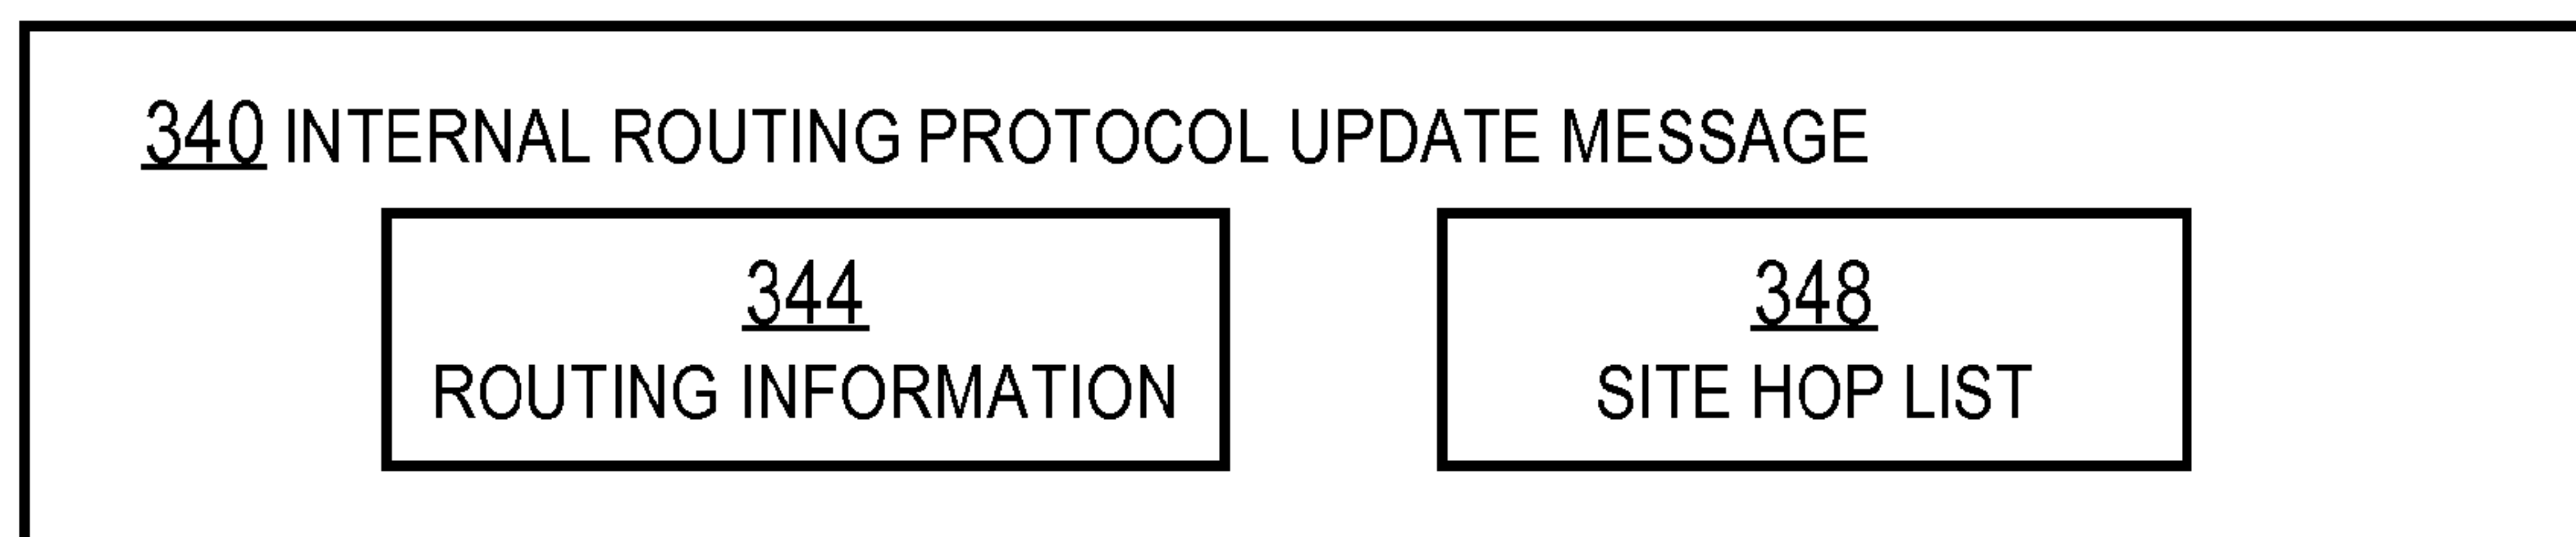 340 INTERNAL ROUTING PROTOCOL UPDATE MESSAGE
344
ROUTING INFORMATION
348
SITE HOP LIST